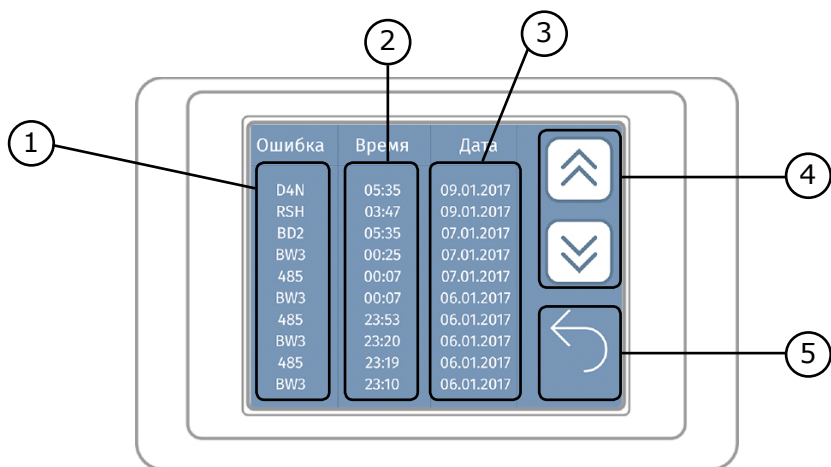 2
3
1
Ошибка Время Дата
4
D4N 05:35 09.01.2017
RSH 03:47 09.01.2017
BD2 05:35 07.01.2017
BW3 00:25 07.01.2017
485 00:07 07.01.2017
BW3 00:07 06.01.2017
485 23:53 06.01.2017
BW3 23:20 06.01.2017
5
485 23:19 06.01.2017
BW3 23:10 06.01.2017